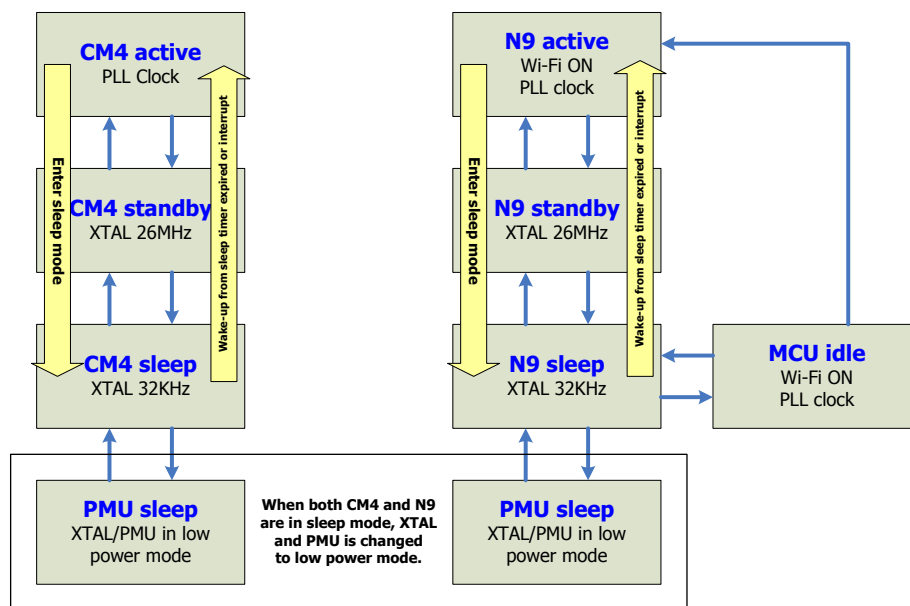 CM4 active
PLL Clock
Enter sleep mode
Wake-up from sleep timer expired or interrupt
CM4 standby
XTAL 26MHz
CM4 sleep
XTAL 32KHz
PMU sleep
XTAL/PMU in low
power mode
When both CM4 and N9
are in sleep mode, XTAL
and PMU is changed
to low power mode.
N9 active
Wi-Fi ON
PLL clock
Enter sleep mode
Wake-up from sleep timer expired or interrupt
N9 standby
XTAL 26MHz
N9 sleep
XTAL 32KHz
MCU idle
Wi-Fi ON
PLL clock
PMU sleep
XTAL/PMU in low
power mode